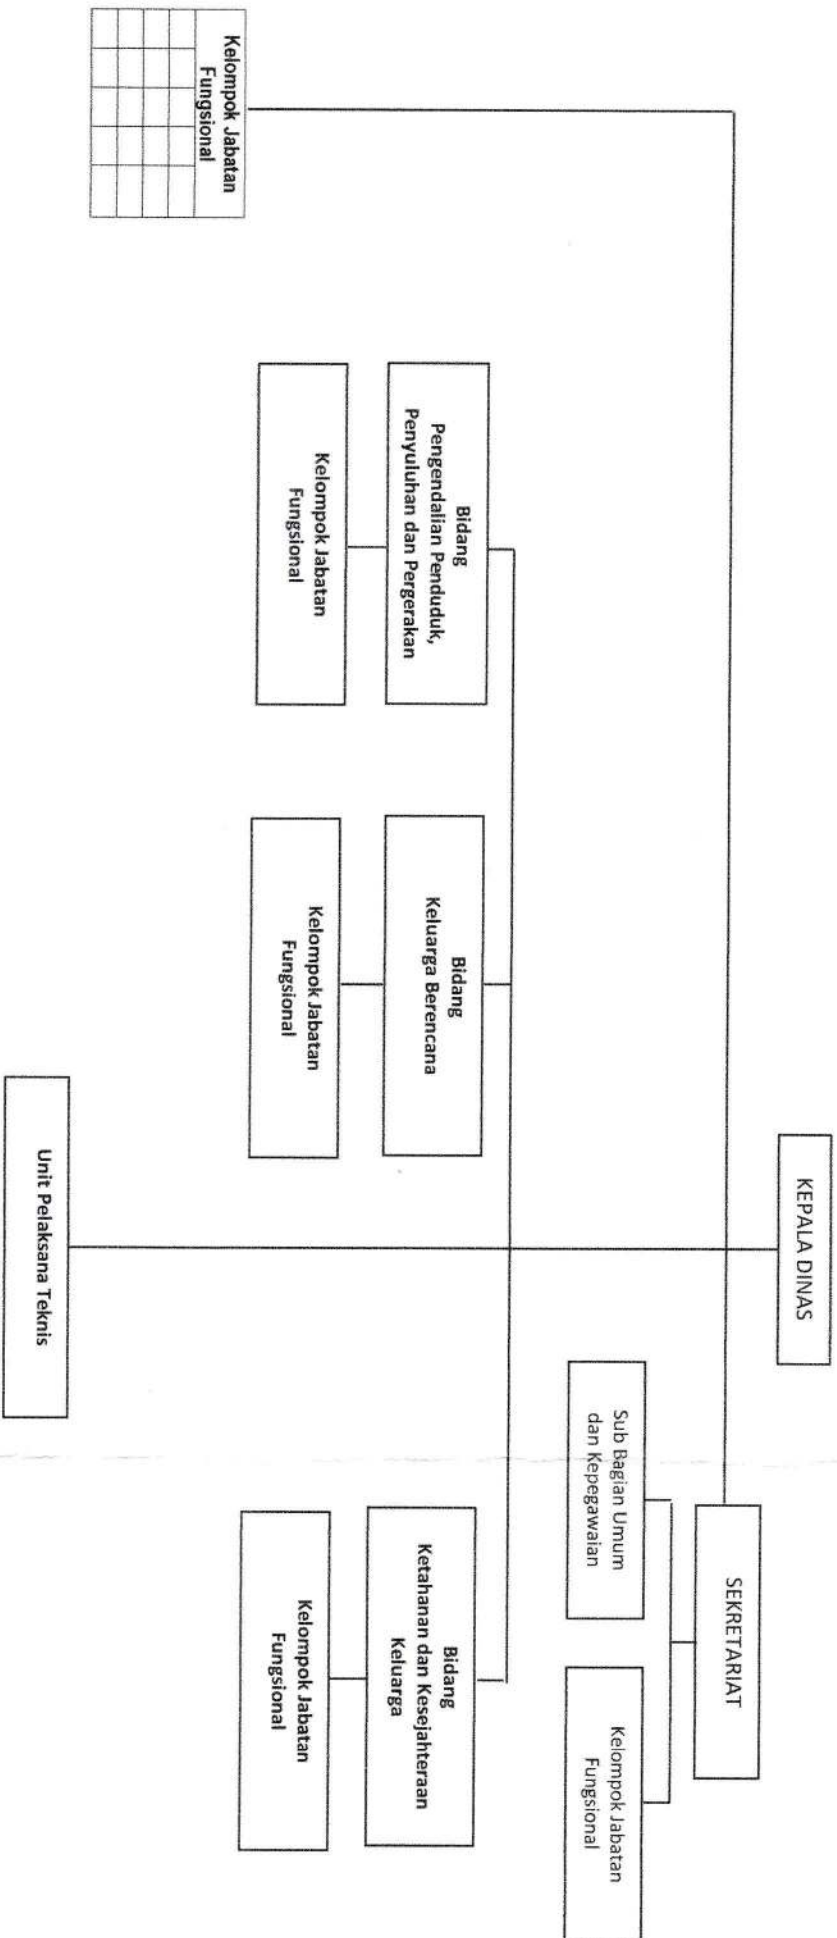 KEPALA DINAS
SEKRETARIAT
Sub Bagian Umum
dan Kepegawaian
Kelompok Jabatan
Fungsional
Bidang
Pengendalian Penduduk,
Penyuluhan dan Pergerakan
Bidang
Keluarga Berencana
Bidang
Ketahanan dan Kesejahteraan
Keluarga
Kelompok Jabatan
Fungsional
Kelompok Jabatan
Fungsional
Kelompok Jabatan
Fungsional
Kelompok Jabatan
Fungsional
Unit Pelaksana Teknis